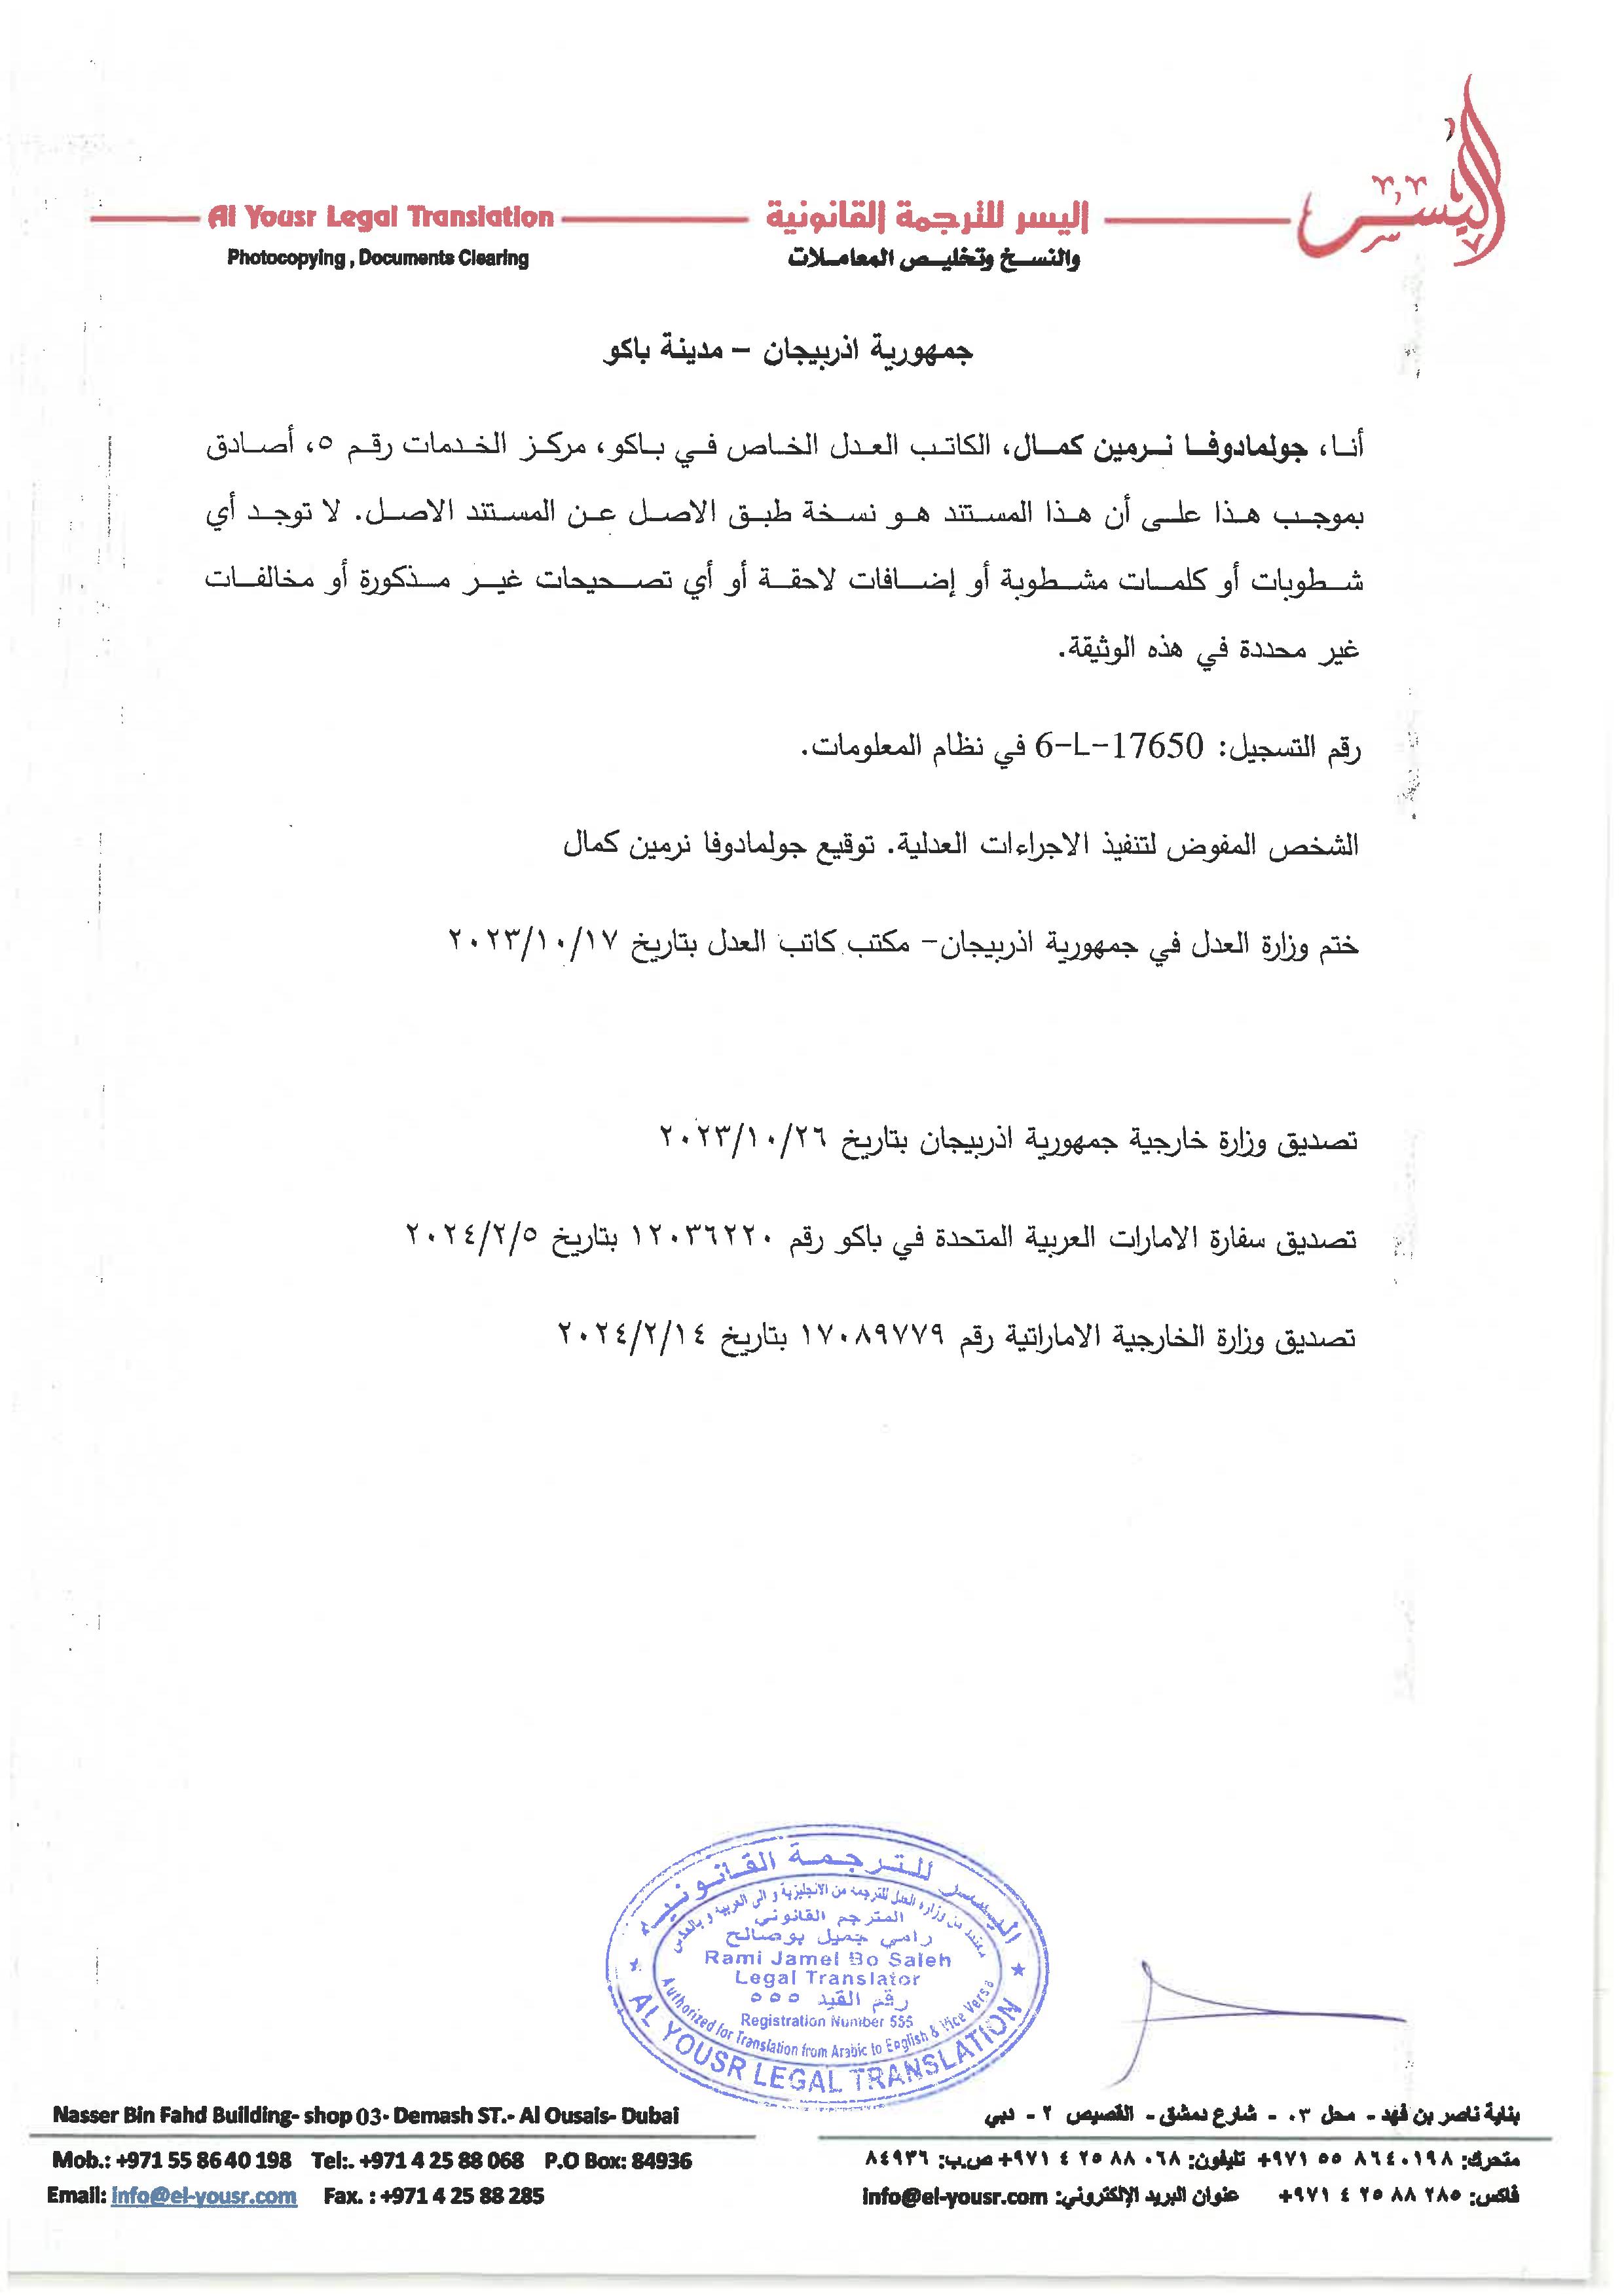 اليسر
Al Yousr Legal Translation
اليسر للترجمة القانونية
Photocopying , Documents Clearing
والنسخ وتخليص المعاملات
جمهورية اذربيجان – مدينة باكو
أنا، جولمادوفا نرمين كمال، الكاتب العدل الخاص في باكو، مركز الخدمات رقم ٥، أصادق
بموجب هذا على أن هذا المستند هو نسخة طبق الاصل عن المستند الاصل. لا توجد أي
شطوبات أو كلمات مشطوبة أو إضافات لاحقة أو أي تصحيحات غير مذكورة أو مخالفات
غير محددة في هذه الوثيقة.
رقم التسجيل: 6-L-17650 في نظام المعلومات.
الشخص المفوض لتنفيذ الاجراءات العدلية. توقيع جولمادوفا نرمين كمال
ختم وزارة العدل في جمهورية اذربيجان– مكتب كاتب العدل بتاريخ ٢٠٢٣/١٠/١٧
تصديق وزارة خارجية جمهورية اذربيجان بتاريخ ٢٠٢٣/١٠/٢٦
تصديق سفارة الامارات العربية المتحدة في باكو رقم ١٢٠٣٦٢٢٠ بتاريخ ٢٠٢٤/٢/٥
تصديق وزارة الخارجية الاماراتية رقم ١٧٠٨٩٧٧٩ بتاريخ ٢٠٢٤/٢/١٤
اليسر للترجمة القانونية
معتمد من وزارة العدل للترجمة من الانجليزية و الى العربية و بالعكس
المترجم القانوني
رامي جميل بوصالح
Rami Jamel Bo Saleh
Legal Translator
رقم القيد ٥٥٥
Registration Number 555
Authorized for Translation from Arabic to English & Vice Versa
AL YOUSR LEGAL TRANSLATION
Nasser Bin Fahd Building- shop 03- Demash ST.- Al Ousais- Dubai
بناية ناصر بن فهد - محل ٠٣ - شارع دمشق - القصيص ٢ - دبي
Mob.: +971 55 86 40 198 Tel:. +971 4 25 88 068 P.O Box: 84936
متحرك: ٨٦٤٠١٩٨ ٥٥ ٩٧١+ تليفون: ٠٦٨ ٨٨ ٢٥ ٤ ٩٧١+ ص.ب: ٨٤٩٣٦
Email: info@el-yousr.com Fax. : +971 4 25 88 285
فاكس: ٢٨٥ ٨٨ ٢٥ ٤ ٩٧١+ عنوان البريد الإلكتروني: info@el-yousr.com